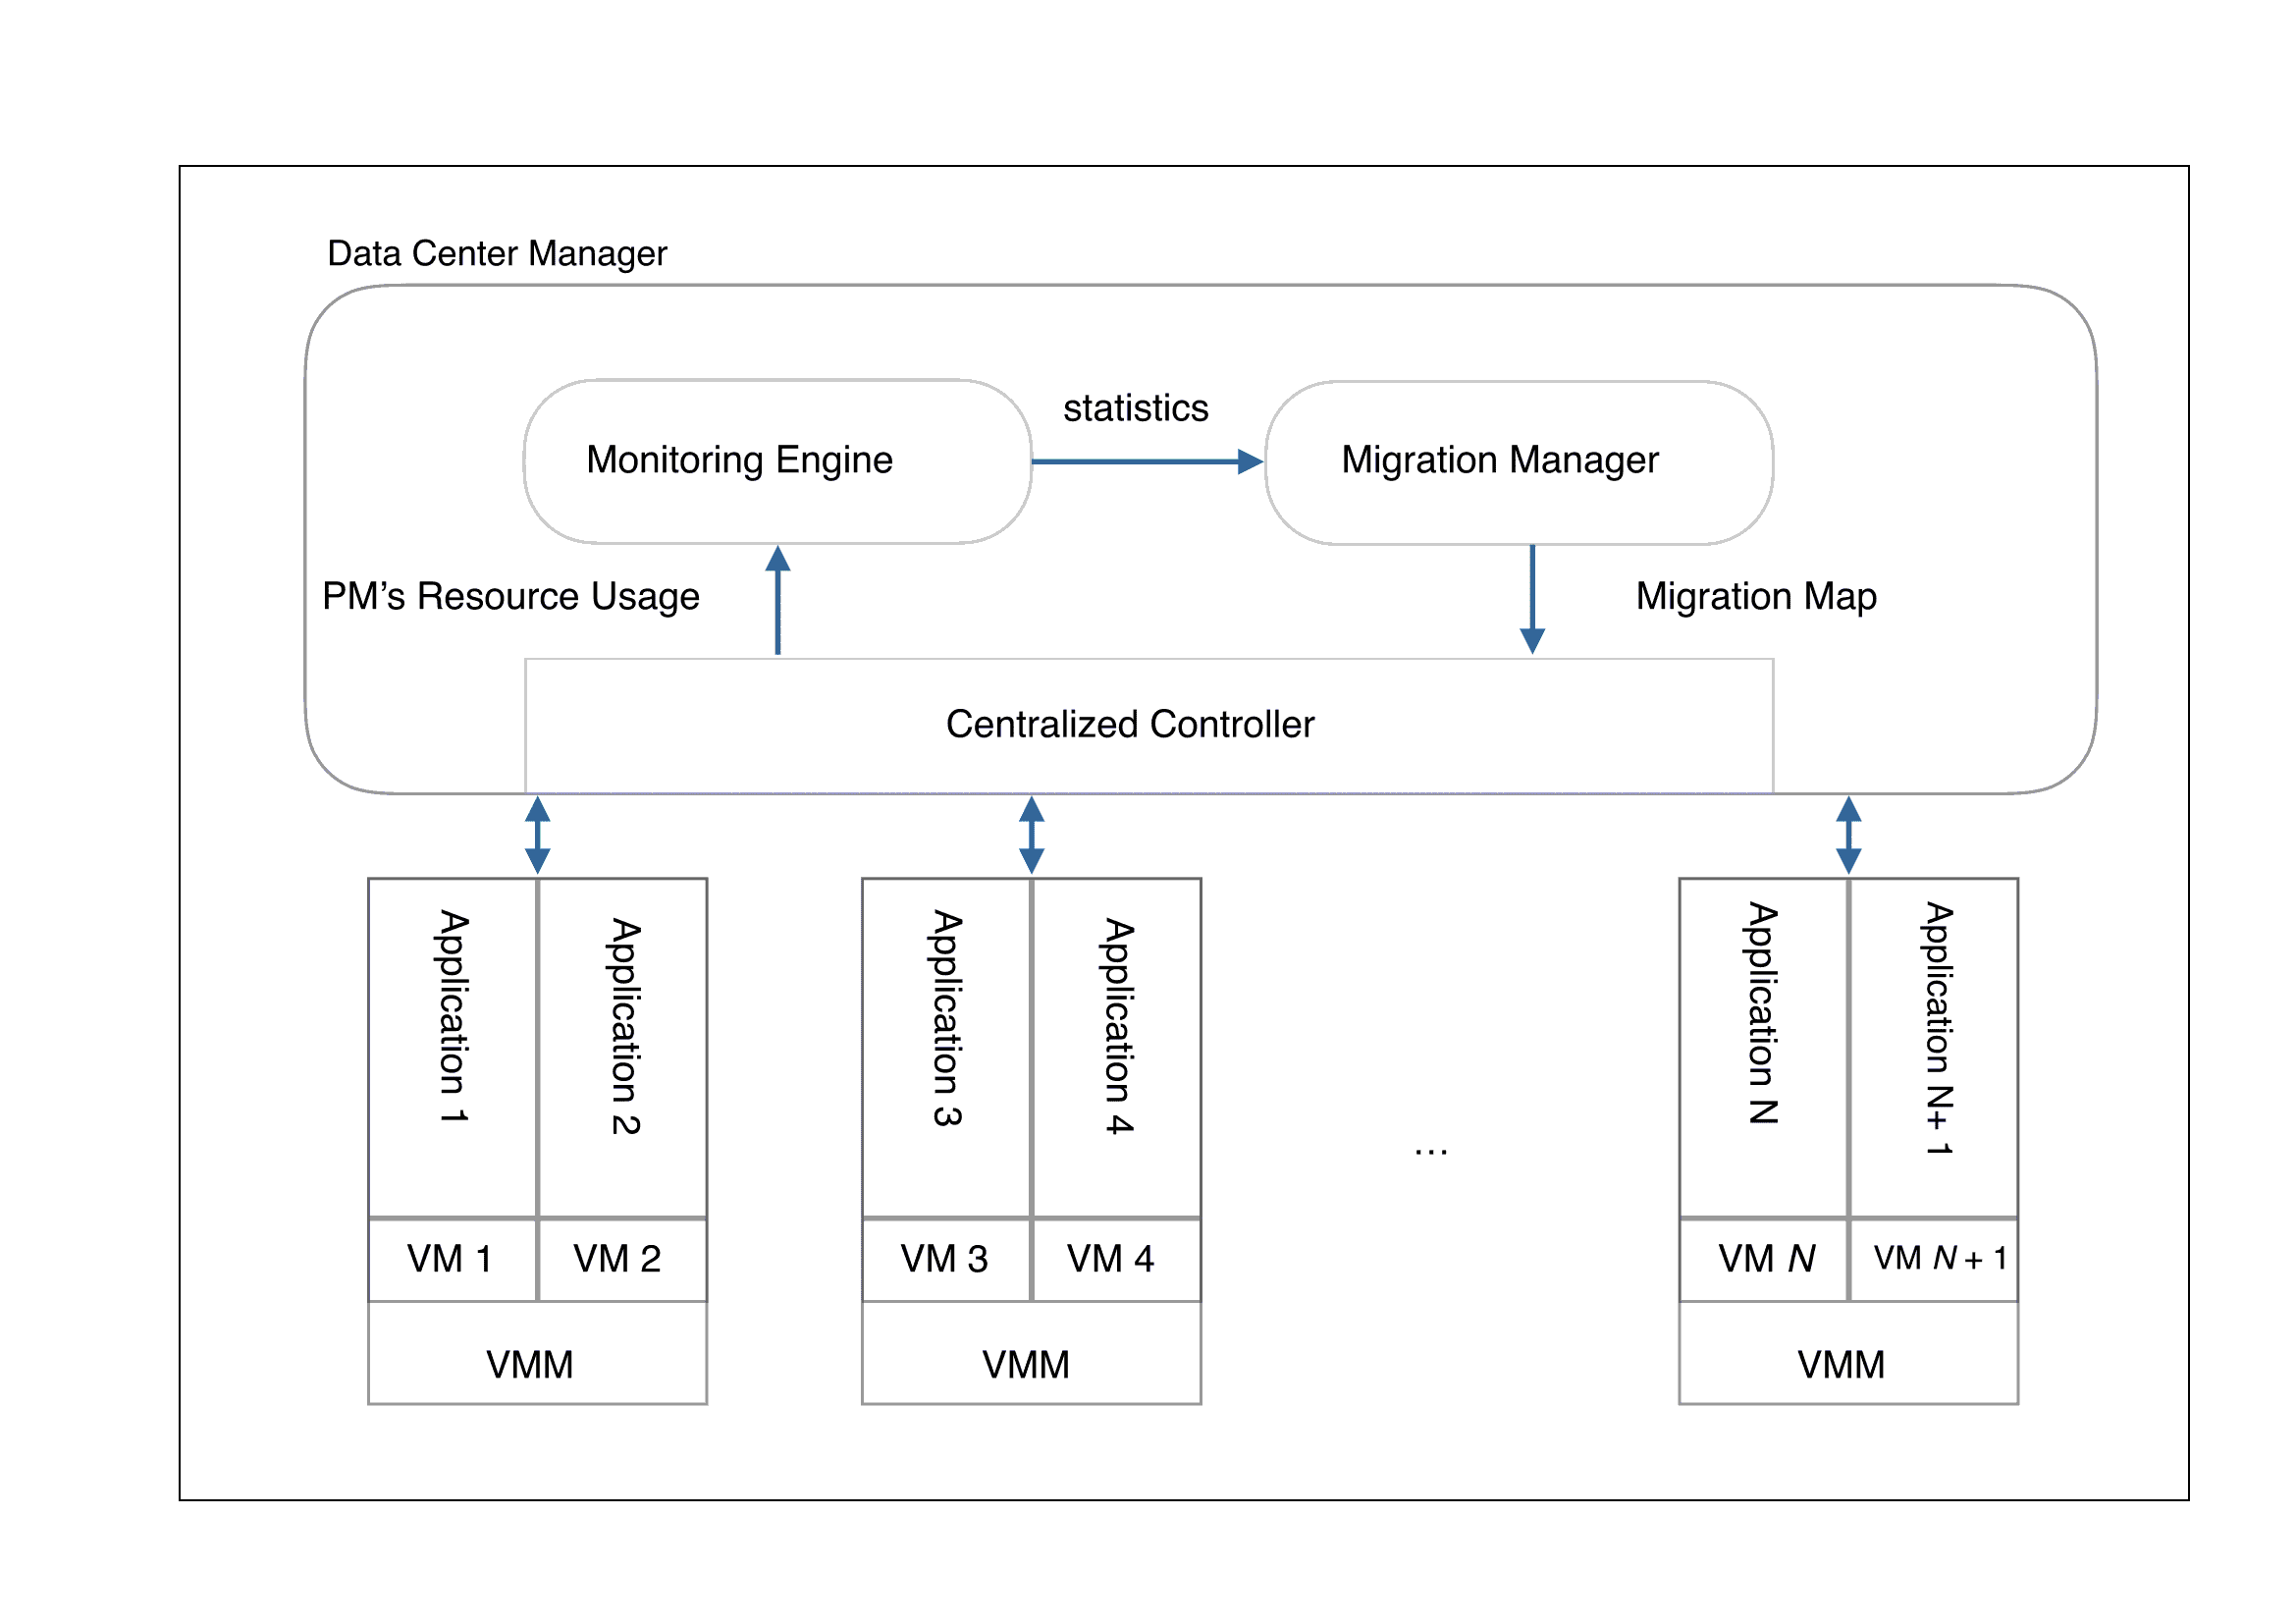 Data Center Manager
statistics
Monitoring Engine
Migration Manager
PM's Resource Usage
Migration Map
Centralized Controller
Application 1
Application 2
Application 3
Application 4
...
Application N
Application N+ 1
VM 1
VM 2
VM 3
VM 4
VM N
VM N + 1
VMM
VMM
VMM